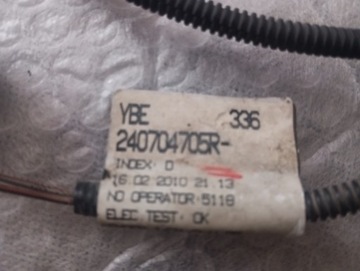 YBE 336
240704705R-
INDEX: D
16.02.2010 21.13
NO OPERATOR:5118
ELEC TEST: OK